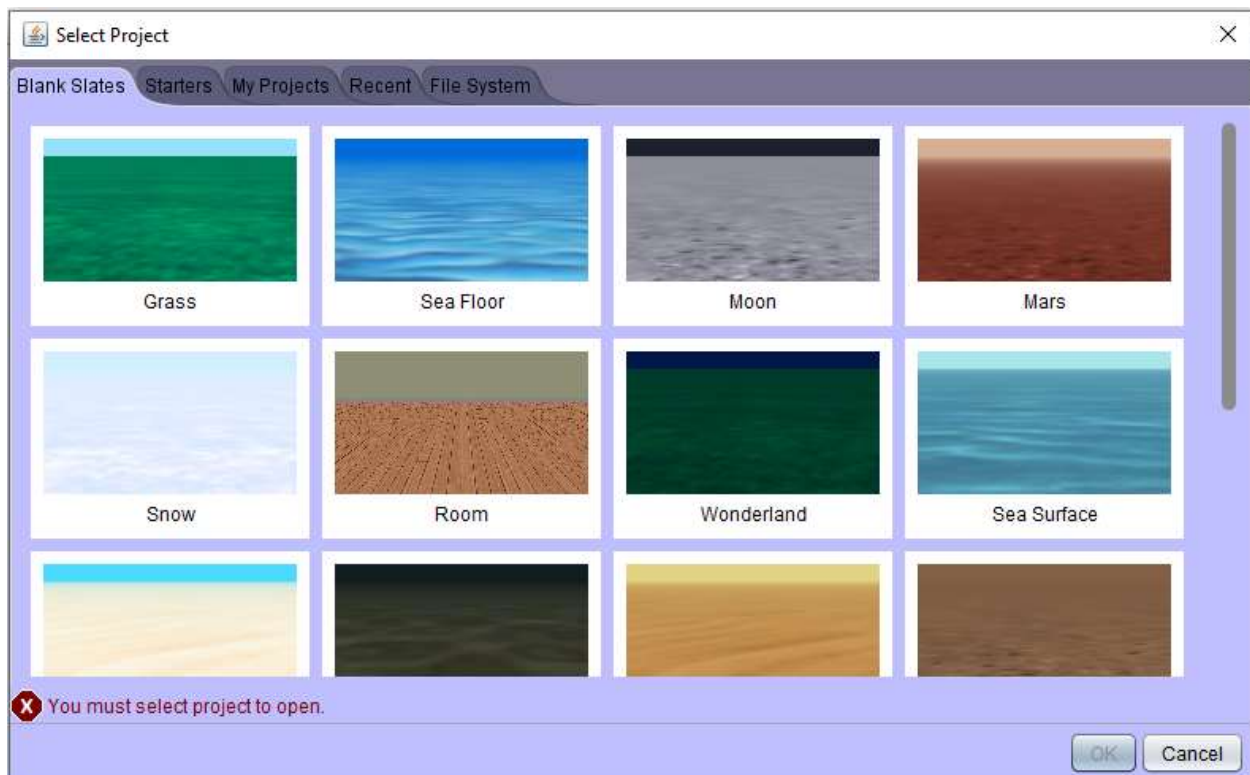 Select Project
Blank Slates Starters My Projects Recent File System
Grass Sea Floor Moon Mars
Snow Room Wonderland Sea Surface
X You must select project to open.
OK Cancel